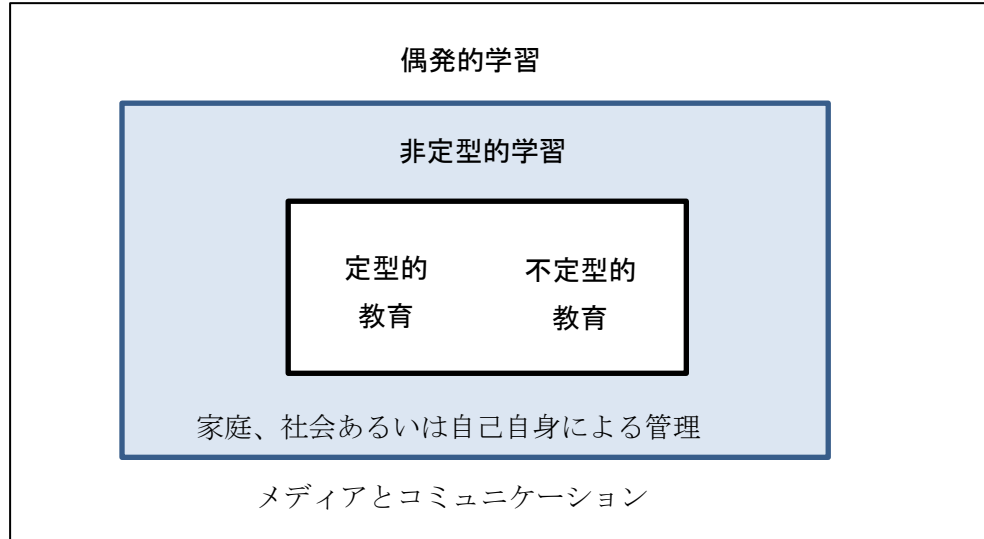 偶発的学習
非定型的学習
定型的
教育
不定型的
教育
家庭、社会あるいは自己自身による管理
メディアとコミュニケーション